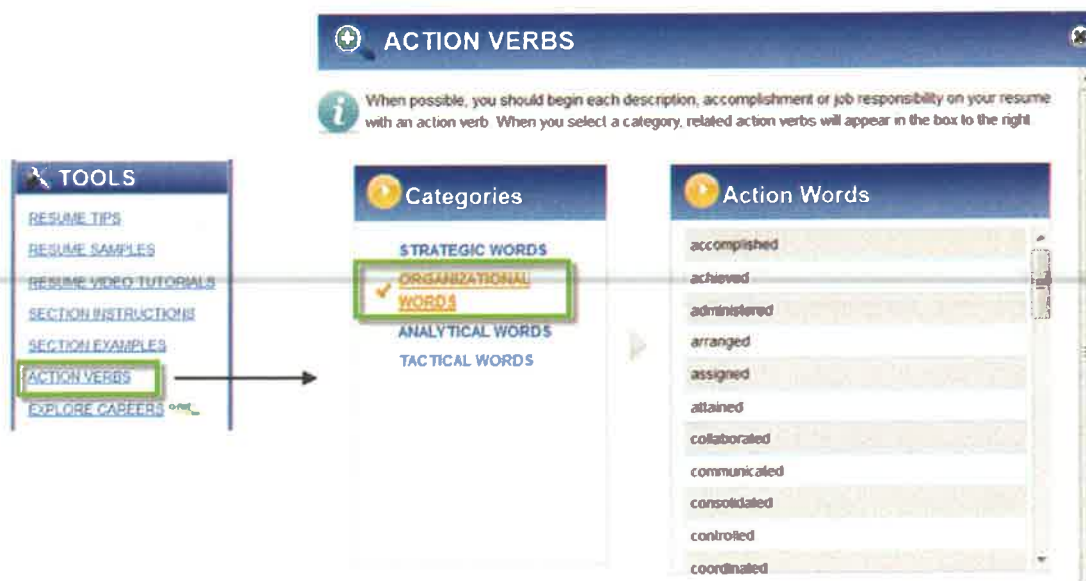 ACTION VERBS
When possible, you should begin each description, accomplishment or job responsibility on your resume
with an action verb. When you select a category, related action verbs will appear in the box to the right
TOOLS
RESUME TIPS
RESUME SAMPLES
RESUME VIDEO TUTORIALS
SECTION INSTRUCTIONS
SECTION EXAMPLES
ACTION VERBS
EXPLORE CAREERS
Categories
STRATEGIC WORDS
ORGANIZATIONAL
WORDS
ANALYTICAL WORDS
TACTICAL WORDS
Action Words
accomplished
achieved
administered
arranged
assigned
attained
collaborated
communicated
consolidated
controlled
coordinated